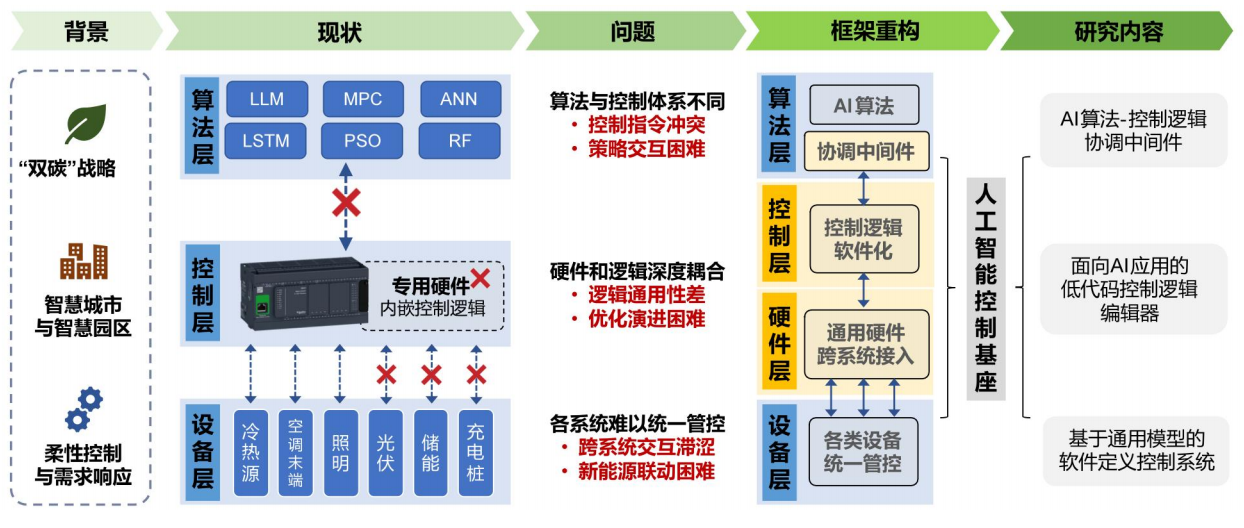 背景
现状
问题
框架重构
研究内容
“双碳”战略
智慧城市
与智慧园区
柔性控制
与需求响应
算法层
LLM
MPC
ANN
LSTM
PSO
RF
控制层
专用硬件
内嵌控制逻辑
设备层
冷热源
空调末端
照明
光伏
储能
充电桩
算法与控制体系不同
• 控制指令冲突
• 策略交互困难
硬件和逻辑深度耦合
• 逻辑通用性差
• 优化演进困难
各系统难以统一管控
• 跨系统交互滞涩
• 新能源联动困难
算法层
AI算法
协调中间件
控制层
控制逻辑
软件化
硬件层
通用硬件
跨系统接入
设备层
各类设备
统一管控
人工智能控制基座
AI算法-控制逻辑
协调中间件
面向AI应用的
低代码控制逻辑
编辑器
基于通用模型的
软件定义控制系统